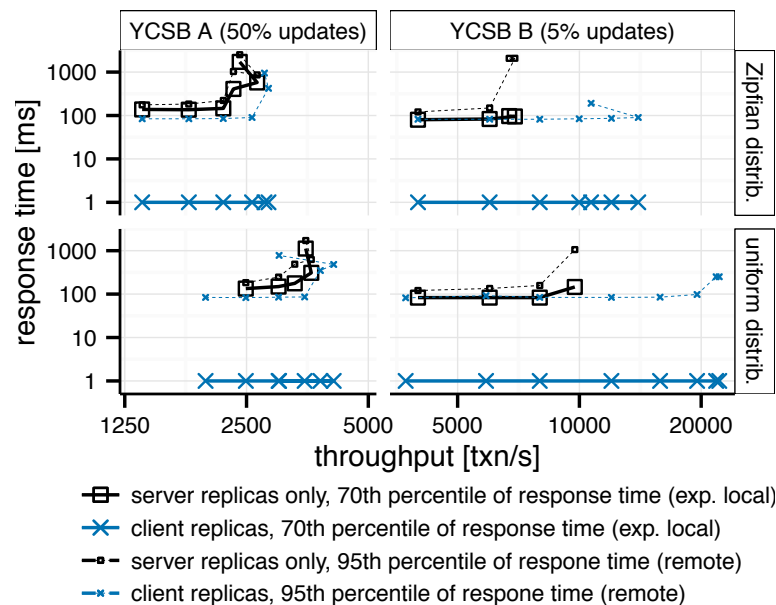 YCSB A (50% updates)
YCSB B (5% updates)
1000
100
10
1
Zipfian distrib.
1000
100
10
1
uniform distrib.
response time [ms]
1250
2500
5000
5000
10000
20000
throughput [txn/s]
server replicas only, 70th percentile of response time (exp. local)
client replicas, 70th percentile of response time (exp. local)
server replicas only, 95th percentile of respone time (remote)
client replicas, 95th percentile of respone time (remote)